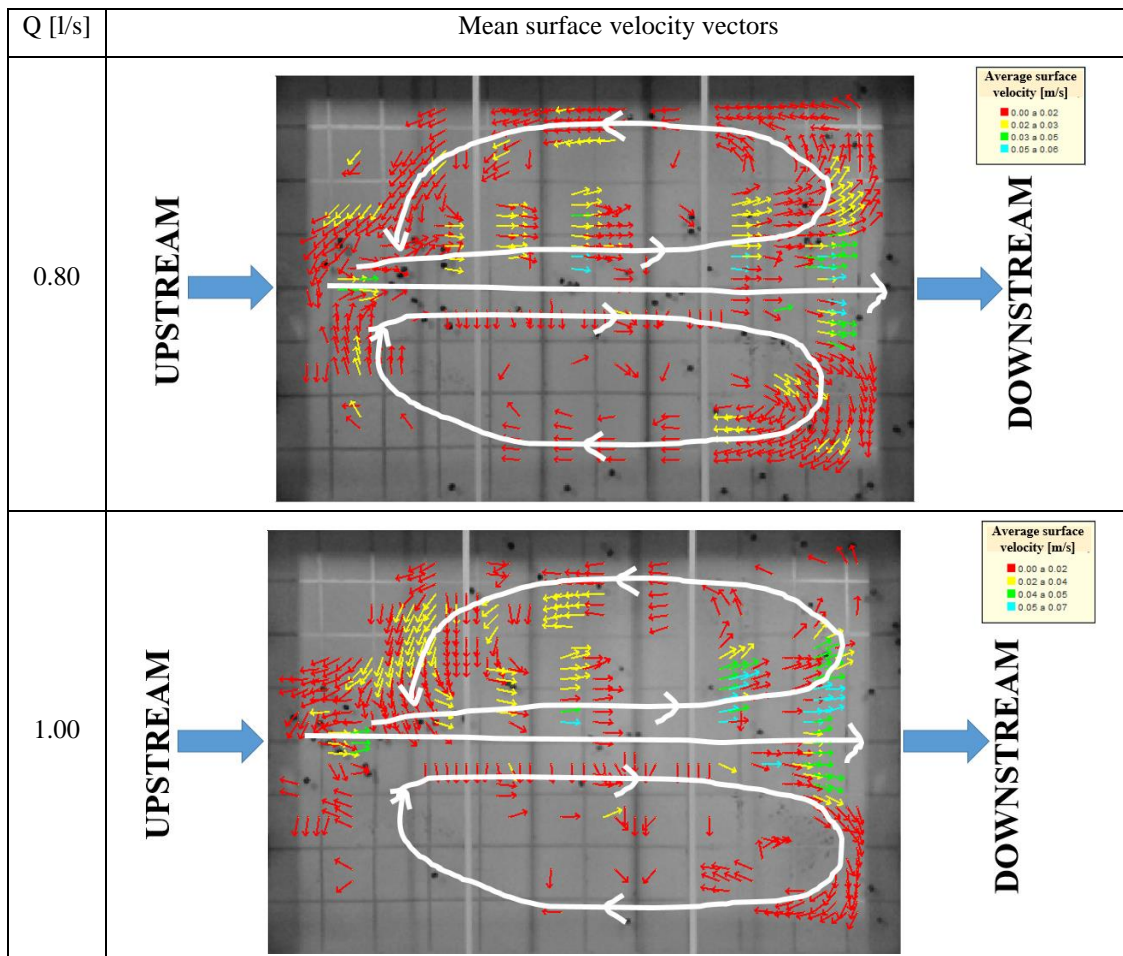 Q [l/s]
Mean surface velocity vectors
0.80
UPSTREAM
Average surface
velocity [m/s]
0.00 a 0.02
0.02 a 0.03
0.03 a 0.05
0.05 a 0.06
DOWNSTREAM
1.00
UPSTREAM
Average surface
velocity [m/s]
0.00 a 0.02
0.02 a 0.04
0.04 a 0.05
0.05 a 0.07
DOWNSTREAM